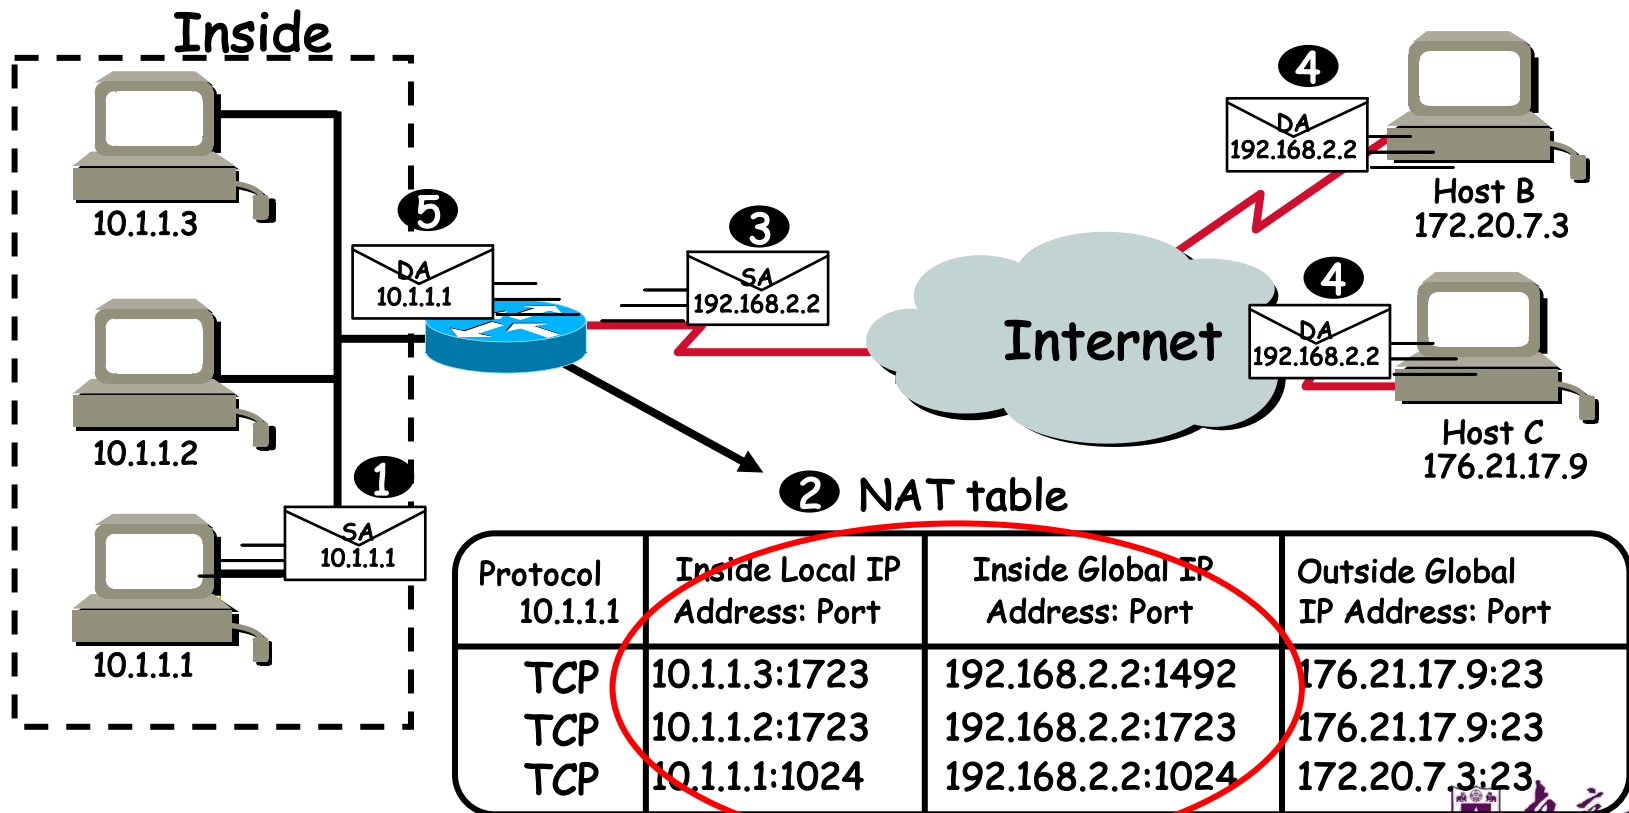 Inside
10.1.1.3
10.1.1.2
10.1.1.1
1
SA
10.1.1.1
5
DA
10.1.1.1
3
SA
192.168.2.2
Internet
4
DA
192.168.2.2
Host B
172.20.7.3
4
DA
192.168.2.2
Host C
176.21.17.9
2 NAT table
Protocol Inside Local IP Inside Global IP Outside Global
10.1.1.1 Address: Port Address: Port IP Address: Port
TCP 10.1.1.3:1723 192.168.2.2:1492 176.21.17.9:23
TCP 10.1.1.2:1723 192.168.2.2:1723 176.21.17.9:23
TCP 10.1.1.1:1024 192.168.2.2:1024 172.20.7.3:23